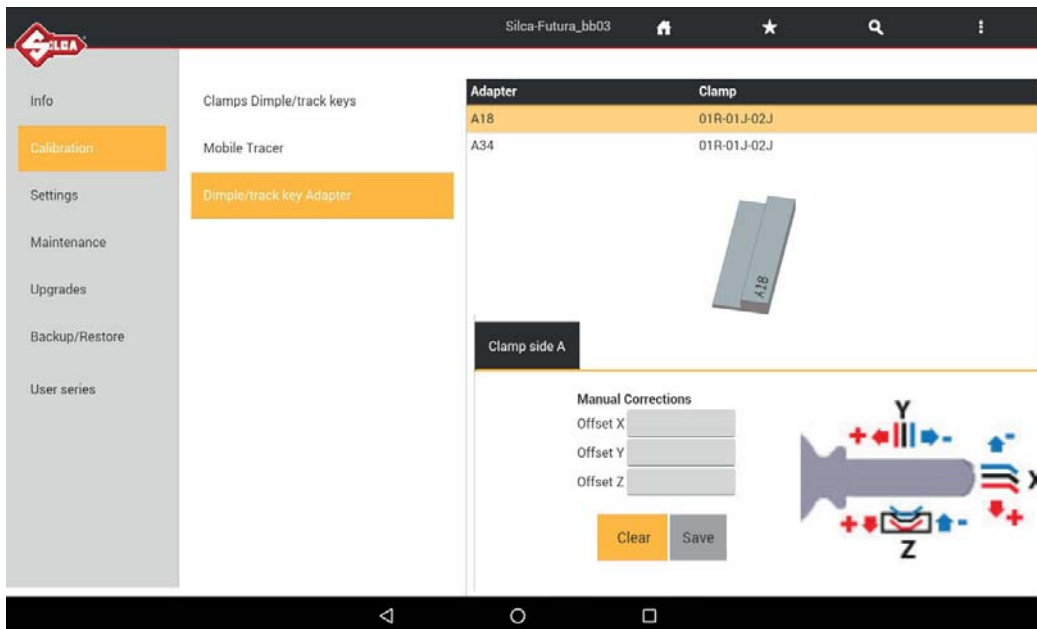 SILCA
Silca-Futura_bb03
Info
Calibration
Settings
Maintenance
Upgrades
Backup/Restore
User series
Clamps Dimple/track keys
Mobile Tracer
Dimple/track key Adapter
Adapter Clamp
A18 01R-01J-02J
A34 01R-01J-02J
A18
Clamp side A
Manual Corrections
Offset X
Offset Y
Offset Z
Clear Save
Y
+ -
-
X
+
+ -
Z